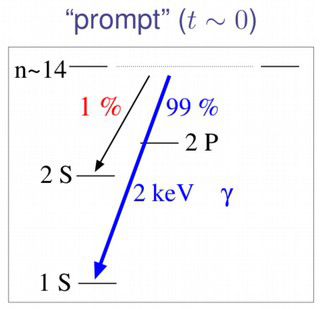 “prompt” (t ∼ 0)
n~14
1 %
99 %
2 P
2 S
2 keV γ
1 S